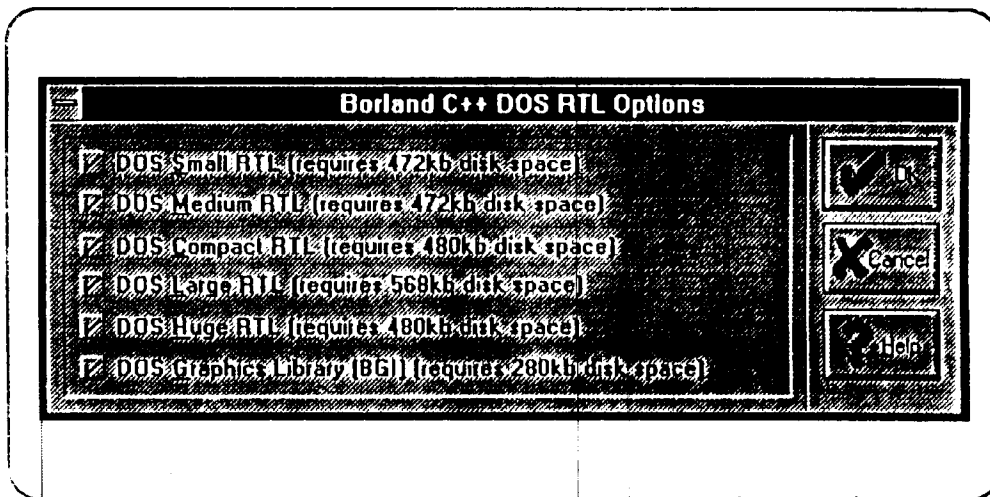 Borland C++ DOS RTL Options
DOS Small RTL (requires 472kb disk space)
DOS Medium RTL (requires 472kb disk space)
DOS Compact RTL (requires 480kb disk space)
DOS Large RTL (requires 568kb disk space)
DOS Huge RTL (requires 480kb disk space)
DOS Graphics Library (BGI) (requires 280kb disk space)
OK
Cancel
Help